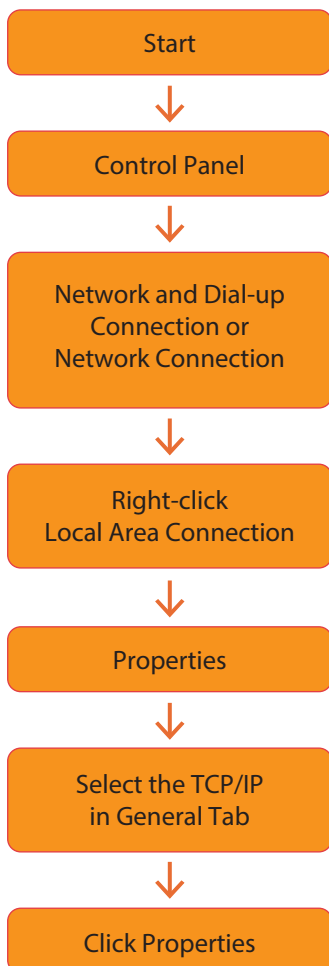 Start
Control Panel
Network and Dial-up
Connection or
Network Connection
Right-click
Local Area Connection
Properties
Select the TCP/IP
in General Tab
Click Properties